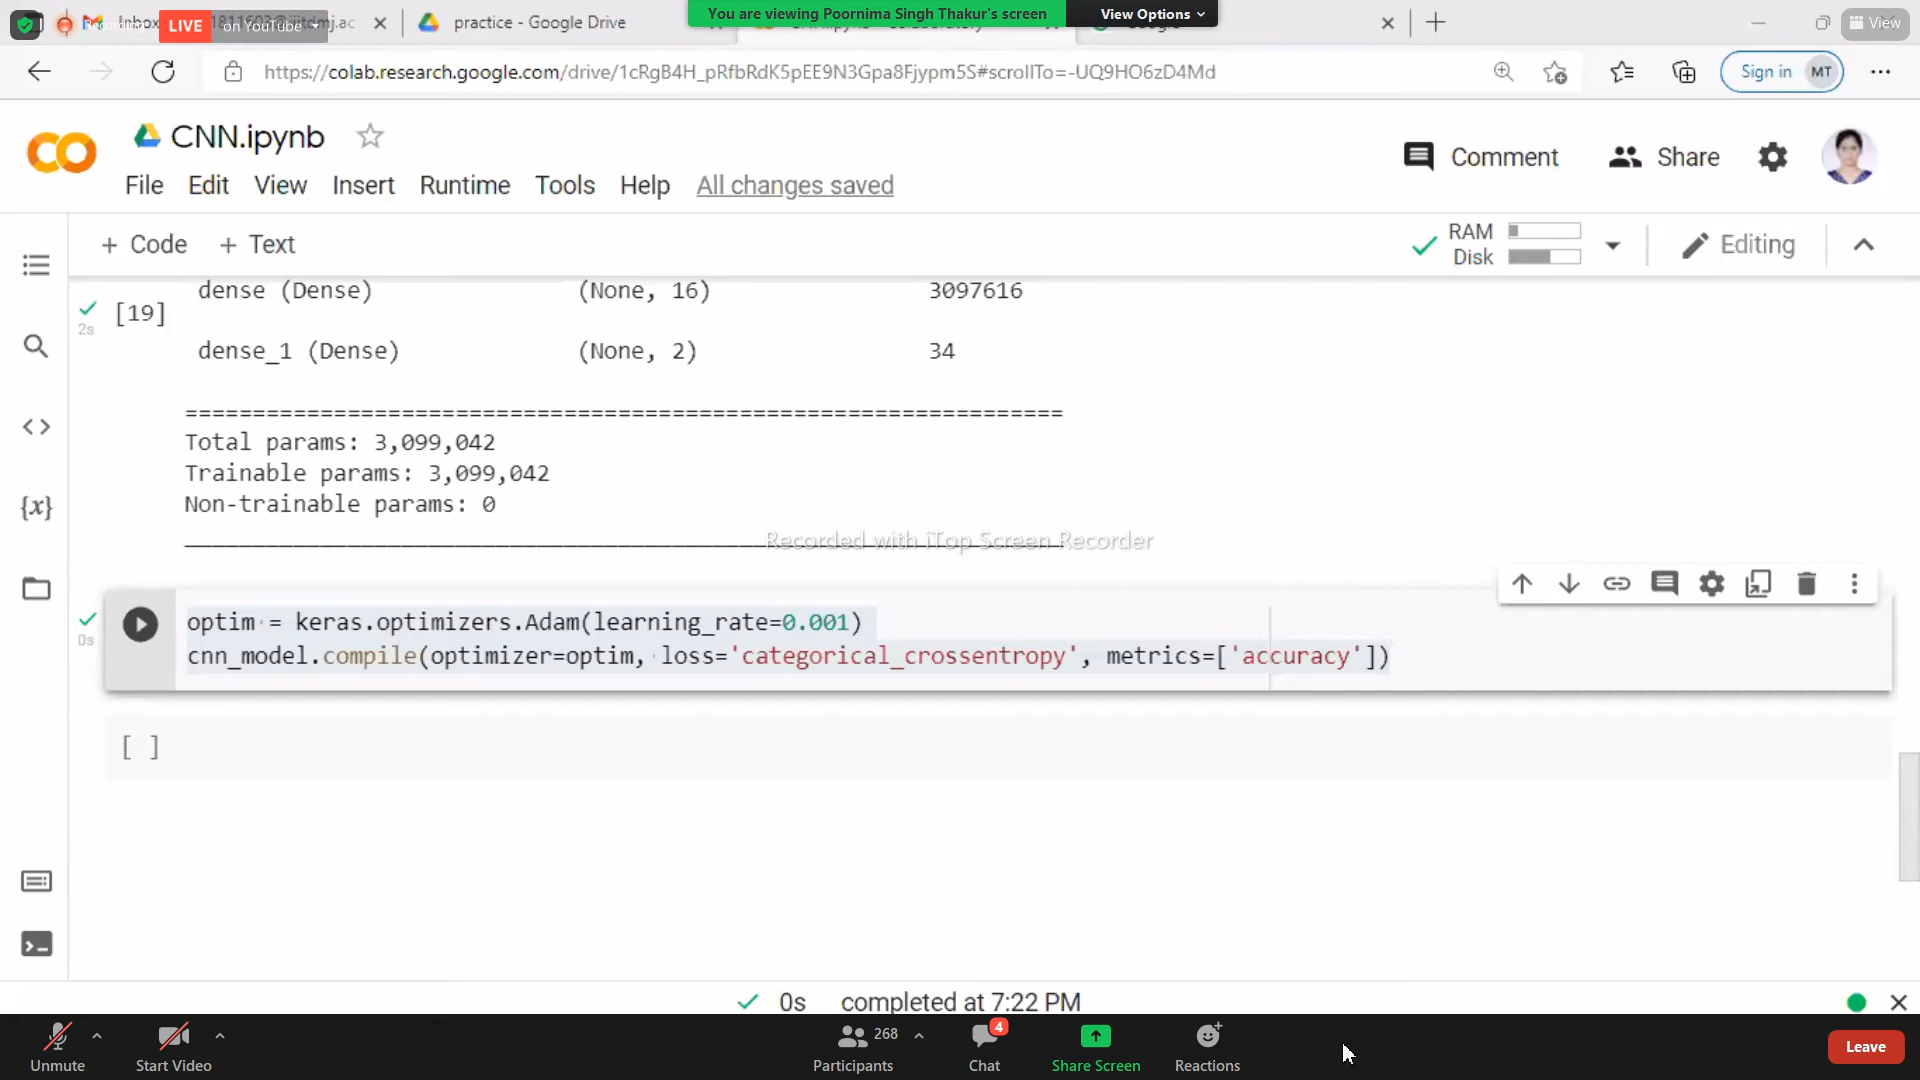 You are viewing Poornima Singh Thakur's screen View Options
LIVE on YouTube
practice - Google Drive
View
https://colab.research.google.com/drive/1cRgB4H_pRfbRdK5pEE9N3Gpa8Fjypm5S#scrollTo=-UQ9HO6zD4Md
Sign in MT
CNN.ipynb
Comment Share
File Edit View Insert Runtime Tools Help All changes saved
+ Code + Text
RAM
Disk
Editing
[19]
2s
dense (Dense) (None, 16) 3097616
dense_1 (Dense) (None, 2) 34
=================================================================
Total params: 3,099,042
Trainable params: 3,099,042
Non-trainable params: 0
Recorded with iTop Screen Recorder
0s
optim = keras.optimizers.Adam(learning_rate=0.001)
cnn_model.compile(optimizer=optim, loss='categorical_crossentropy', metrics=['accuracy'])
[ ]
0s completed at 7:22 PM
Unmute
Start Video
268
Participants
4
Chat
Share Screen
Reactions
Leave